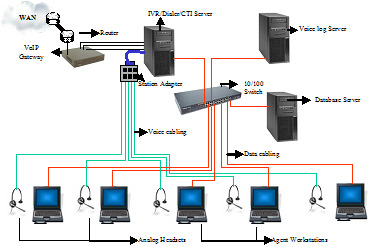 IVR/Dialer/CTI Server
WAN
Router
Voice log Server
VoIP
Gateway
Station Adapter
10/100
Switch
Database Server
Voice cabling
Data cabling
Analog Headsets
Agent Workstations